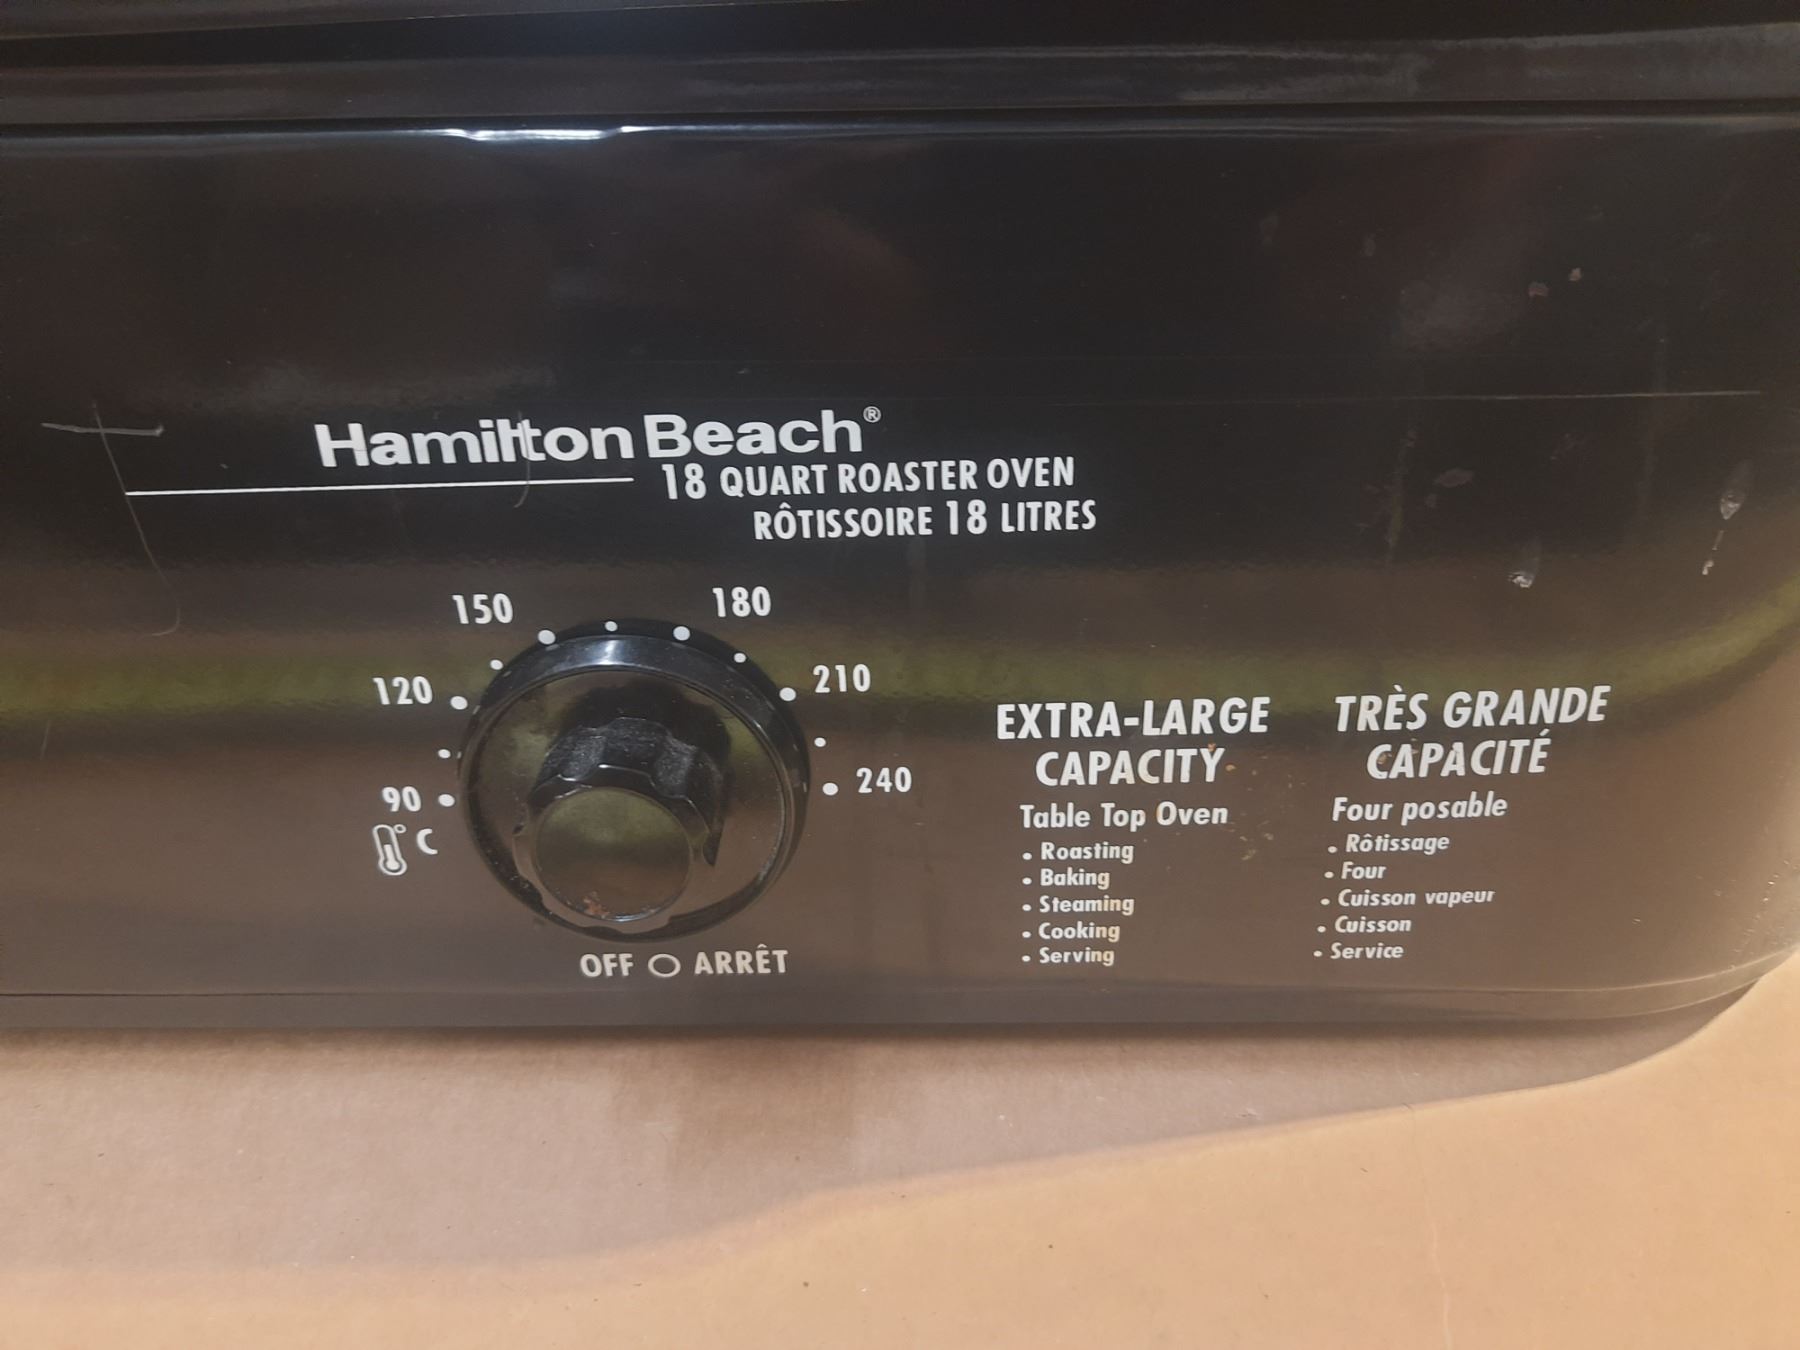 Hamilton Beach®
18 QUART ROASTER OVEN
RÔTISSOIRE 18 LITRES
150
180
120
210
90
240
°C
OFF O ARRÊT
EXTRA-LARGE
CAPACITY
Table Top Oven
• Roasting
• Baking
• Steaming
• Cooking
• Serving
TRÈS GRANDE
CAPACITÉ
Four posable
• Rôtissage
• Four
• Cuisson vapeur
• Cuisson
• Service